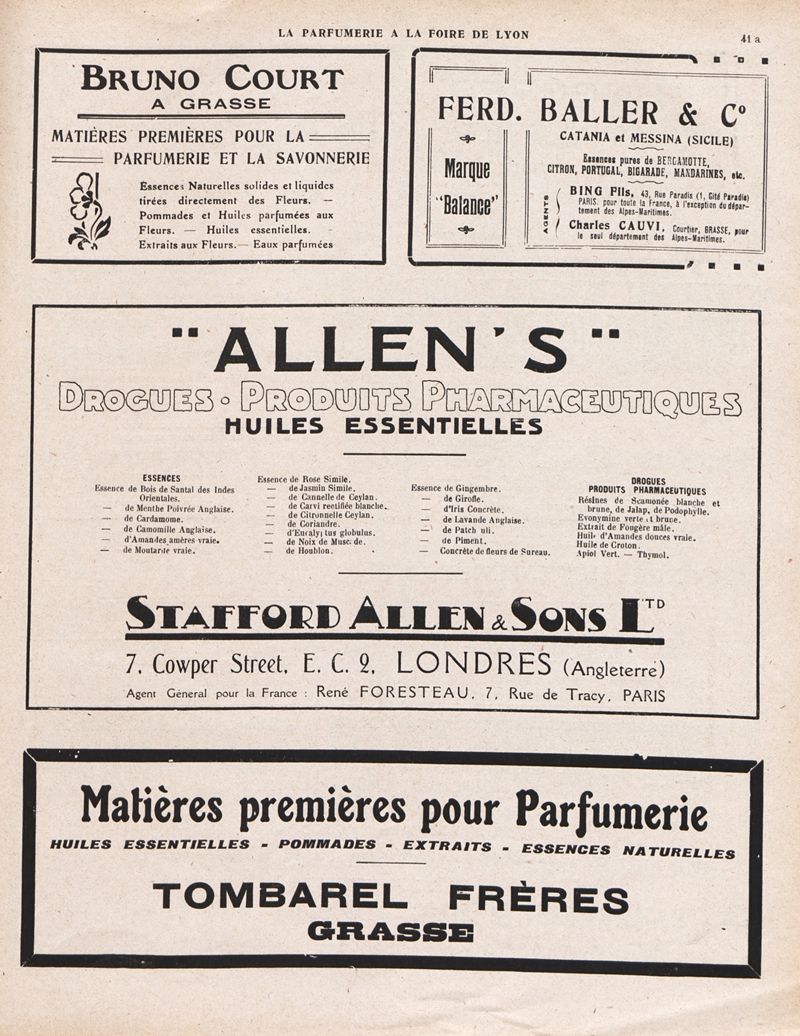 LA PARFUMERIE A LA FOIRE DE LYON
41 a
BRUNO COURT
A GRASSE
MATIÈRES PREMIÈRES POUR LA
PARFUMERIE ET LA SAVONNERIE
Essences Naturelles solides et liquides
tirées directement des Fleurs. —
Pommades et Huiles parfumées aux
Fleurs. — Huiles essentielles. —
Extraits aux Fleurs. — Eaux parfumées
FERD. BALLER & Cº
CATANIA et MESSINA (SICILE)
Marque
"Balance"
Essences pures de BERGAMOTTE,
CITRON, PORTUGAL, BIGARADE, MANDARINES, etc.
AGENTS
BING Fils, 43, Rue Paradis (1, Cité Paradis)
PARIS, pour toute la France, à l'exception du dépar-
tement des Alpes-Maritimes.
Charles CAUVI, Courtier, GRASSE, pour
le seul département des Alpes-Maritimes.
"ALLEN'S"
DROGUES • PRODUITS PHARMACEUTIQUES
HUILES ESSENTIELLES
ESSENCES
Essence de Bois de Santal des Indes
Orientales.
— de Menthe Poivrée Anglaise.
— de Cardamome.
— de Camomille Anglaise.
— d'Amandes amères vraie.
— de Moutarde vraie.
Essence de Rose Simile.
— de Jasmin Simile.
— de Cannelle de Ceylan.
— de Carvi rectifiée blanche.
— de Citronnelle Ceylan.
— de Coriandre.
— d'Eucalyptus globulus.
— de Noix de Muscade.
— de Houblon.
Essence de Gingembre.
— de Girofle.
— d'Iris Concrète.
— de Lavande Anglaise.
— de Patchouli.
— de Piment.
— Concrète de fleurs de Sureau.
DROGUES
PRODUITS PHARMACEUTIQUES
Résines de Scamonée blanche et
brune, de Jalap, de Podophylle.
Evonymine verte et brune.
Extrait de Fougère mâle.
Huile d'Amandes douces vraie.
Huile de Croton.
Apiol Vert. — Thymol.
STAFFORD ALLEN & SONS LTD
7, Cowper Street, E. C. 2, LONDRES (Angleterre)
Agent Géneral pour la France : René FORESTEAU, 7, Rue de Tracy, PARIS
Matières premières pour Parfumerie
HUILES ESSENTIELLES - POMMADES - EXTRAITS - ESSENCES NATURELLES
TOMBAREL FRÈRES
GRASSE